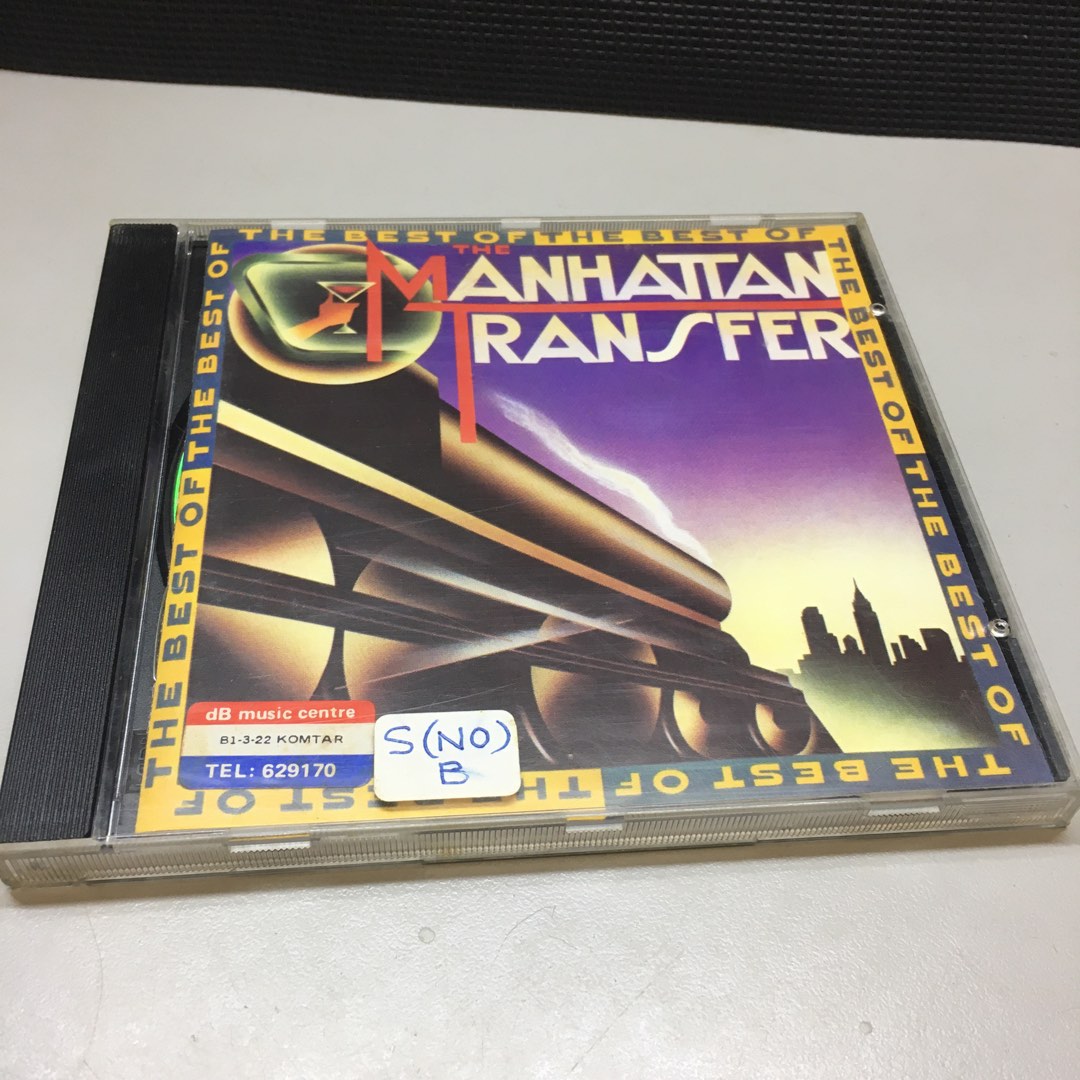 THE BEST OF THE BEST OF
THE
MANHATTAN
TRANSFER
THE BEST OF THE BEST OF
THE BEST OF THE BEST OF
THE BEST OF THE BEST OF
dB music centre
B1-3-22 KOMTAR
TEL: 629170
S(NO)
B